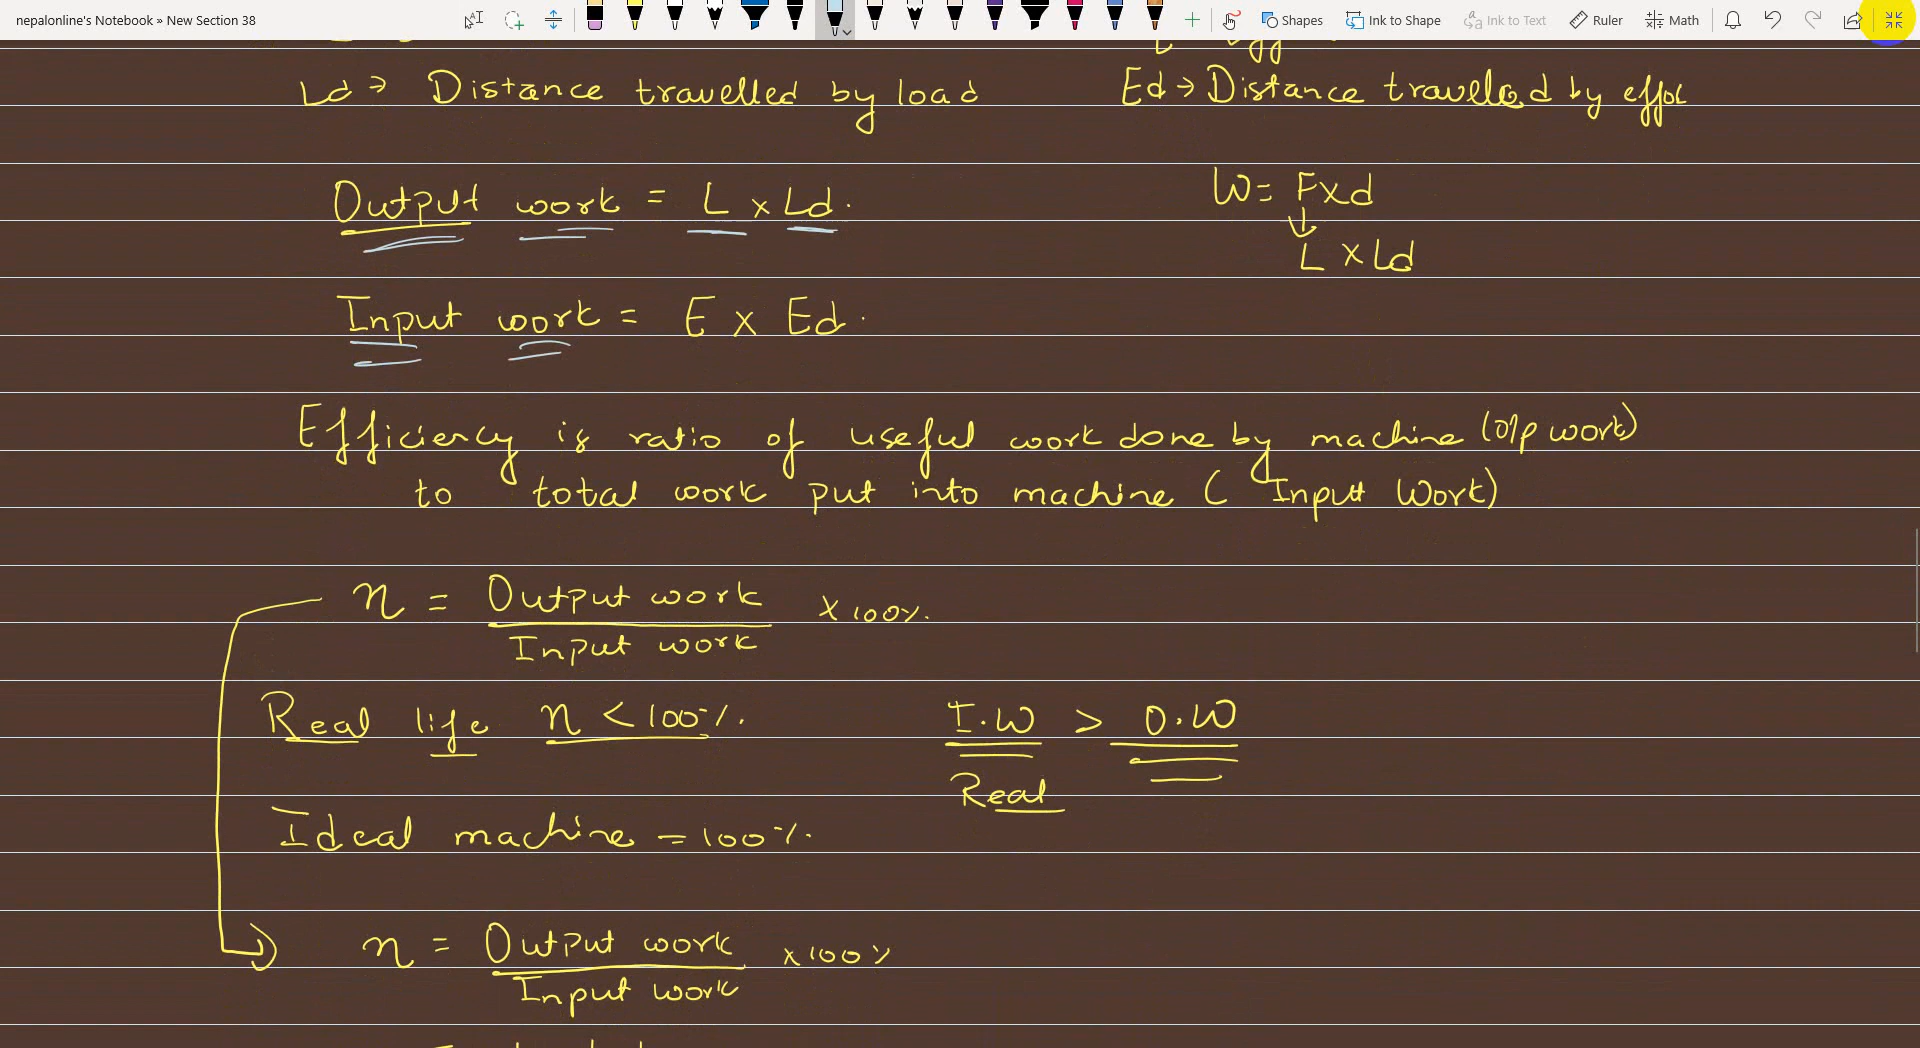 nepalonline's Notebook » New Section 38
Shapes Ink to Shape Ink to Text Ruler Math
Ld → Distance travelled by load
Ed → Distance travelled by
Output work = L × Ld.
W = F×d
L × Ld
Input work = E × Ed.
Efficiency is ratio of useful work done by machine (o/p work)
to total work put into machine ( Input Work)
η = Output work × 100%.
Input work
Real life η < 100%.
I.W > O.W
Real
Ideal machine = 100%.
η = Output work × 100%
Input work